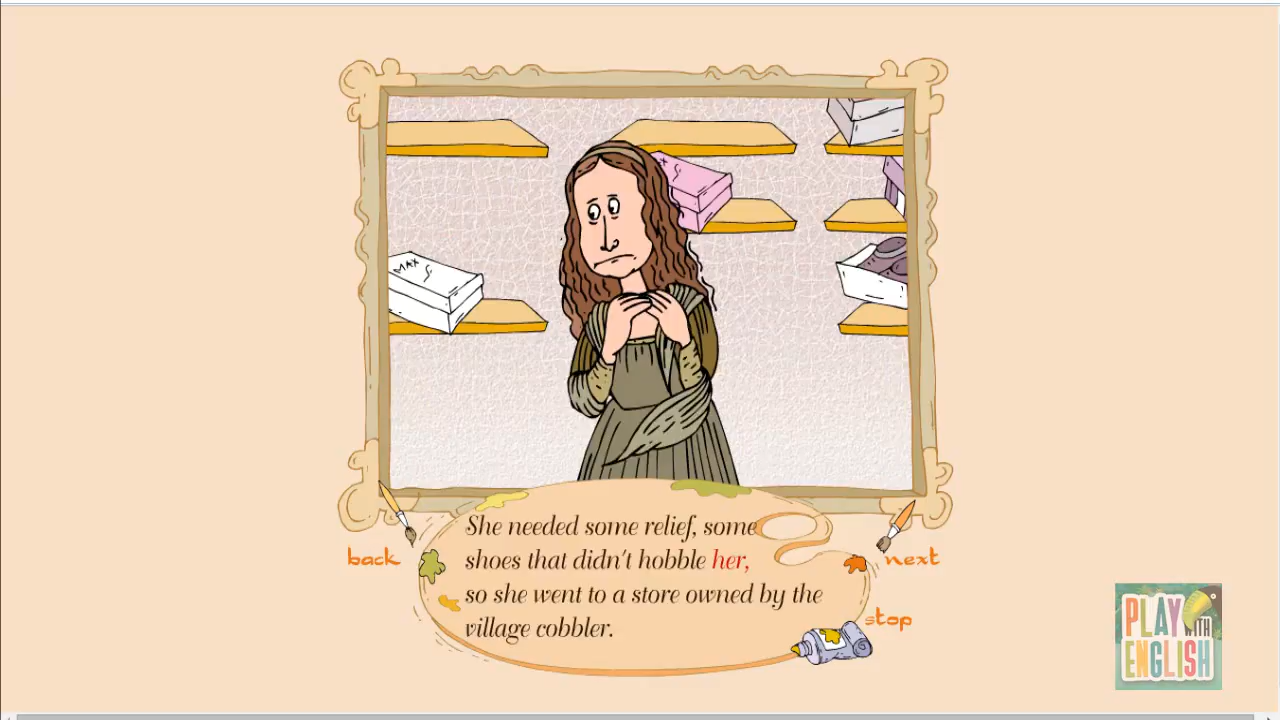 MAX
She needed some relief, some
shoes that didn't hobble her,
so she went to a store owned by the
village cobbler.
back
next
stop
PLAY
WITH
ENGLISH